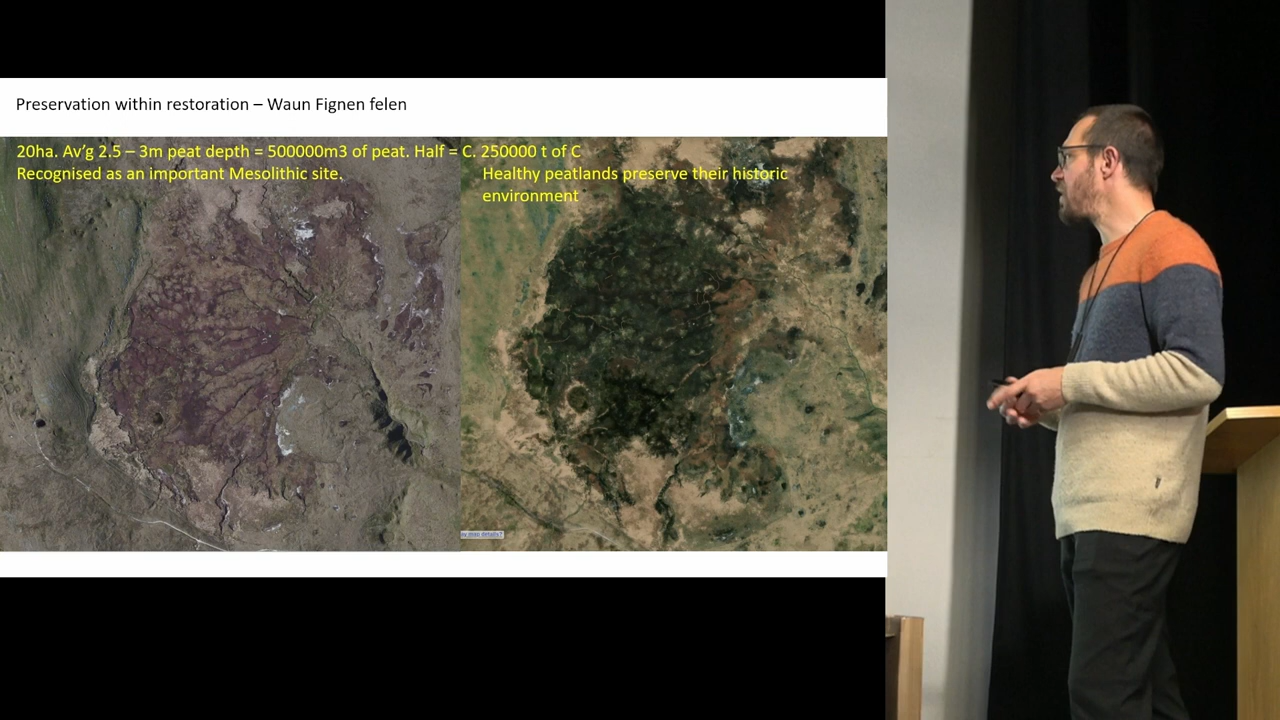 Preservation within restoration – Waun Fignen felen
20ha. Av’g 2.5 – 3m peat depth = 500000m3 of peat. Half = C. 250000 t of C
Recognised as an important Mesolithic site.
Healthy peatlands preserve their historic
environment